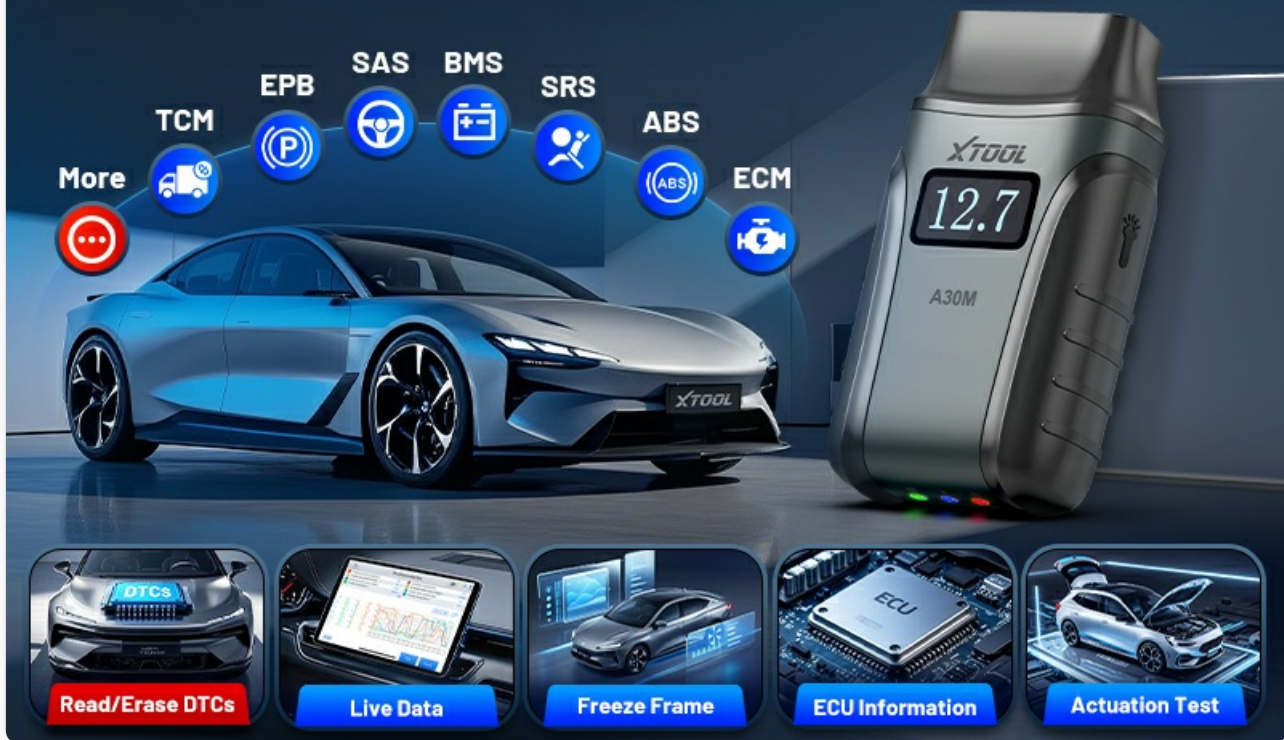 SAS
BMS
EPB
SRS
TCM
ABS
More
ECM
XTOOL
12.7
A30M
XTOOL
ABS
P
DTCs
ECU
Read/Erase DTCs
Live Data
Freeze Frame
ECU Information
Actuation Test